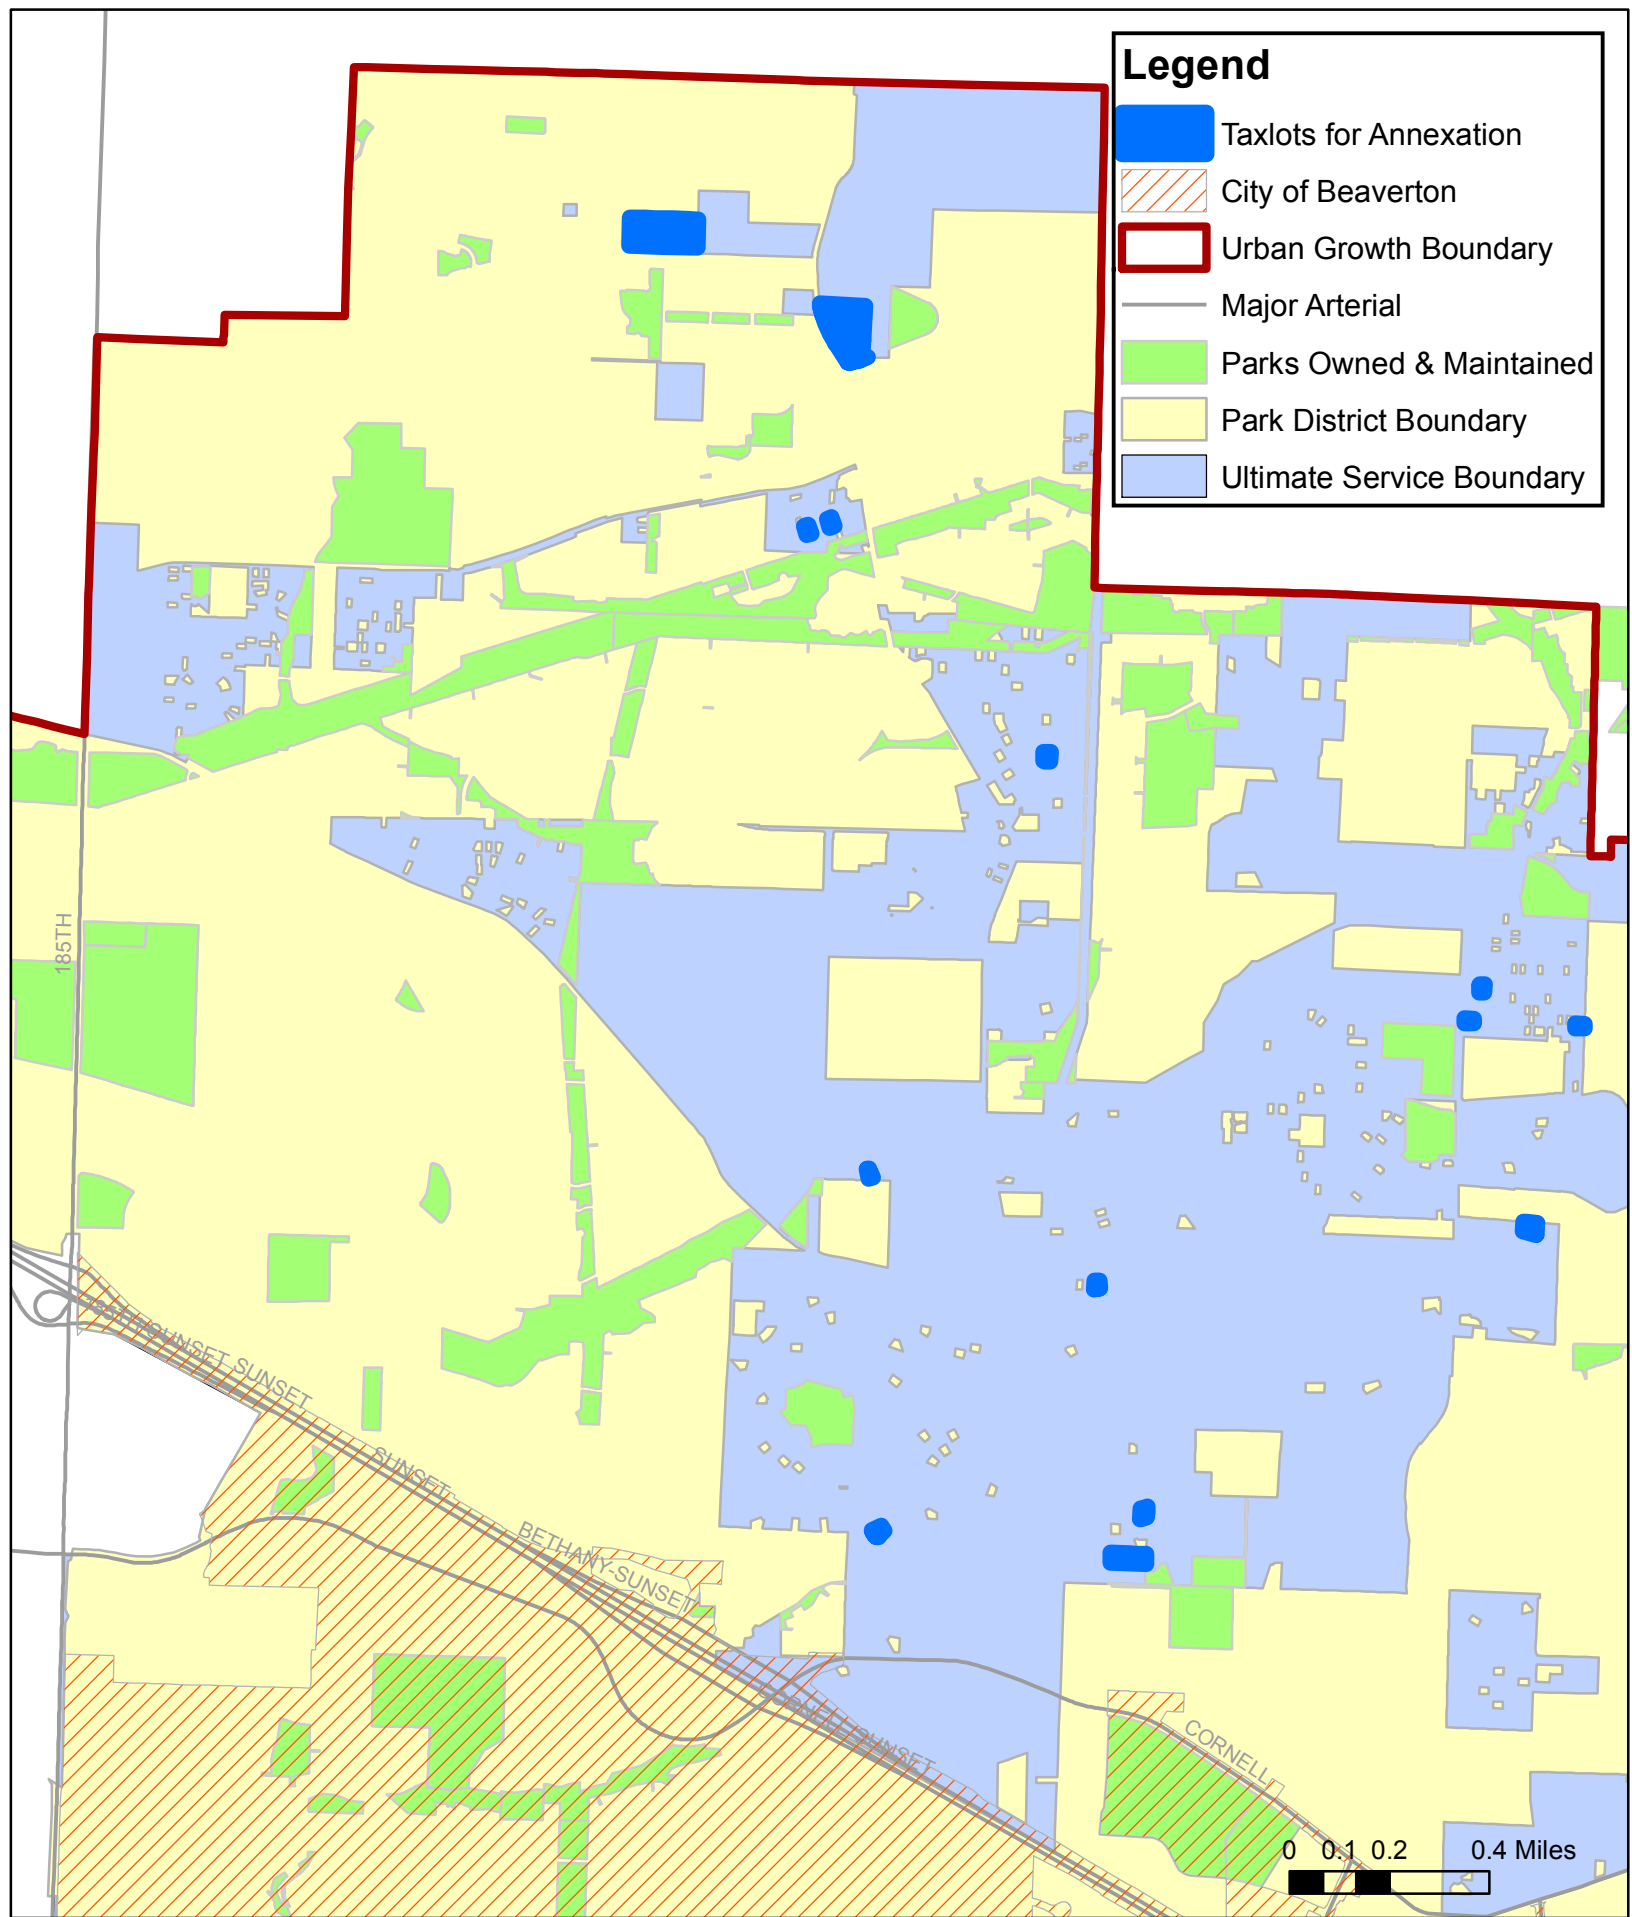 Legend
Taxlots for Annexation
City of Beaverton
Urban Growth Boundary
Major Arterial
Parks Owned & Maintained
Park District Boundary
Ultimate Service Boundary
185TH
SUNSET
SUNSET
BETHANY-SUNSET
CORNELL
0 0.1 0.2 0.4 Miles